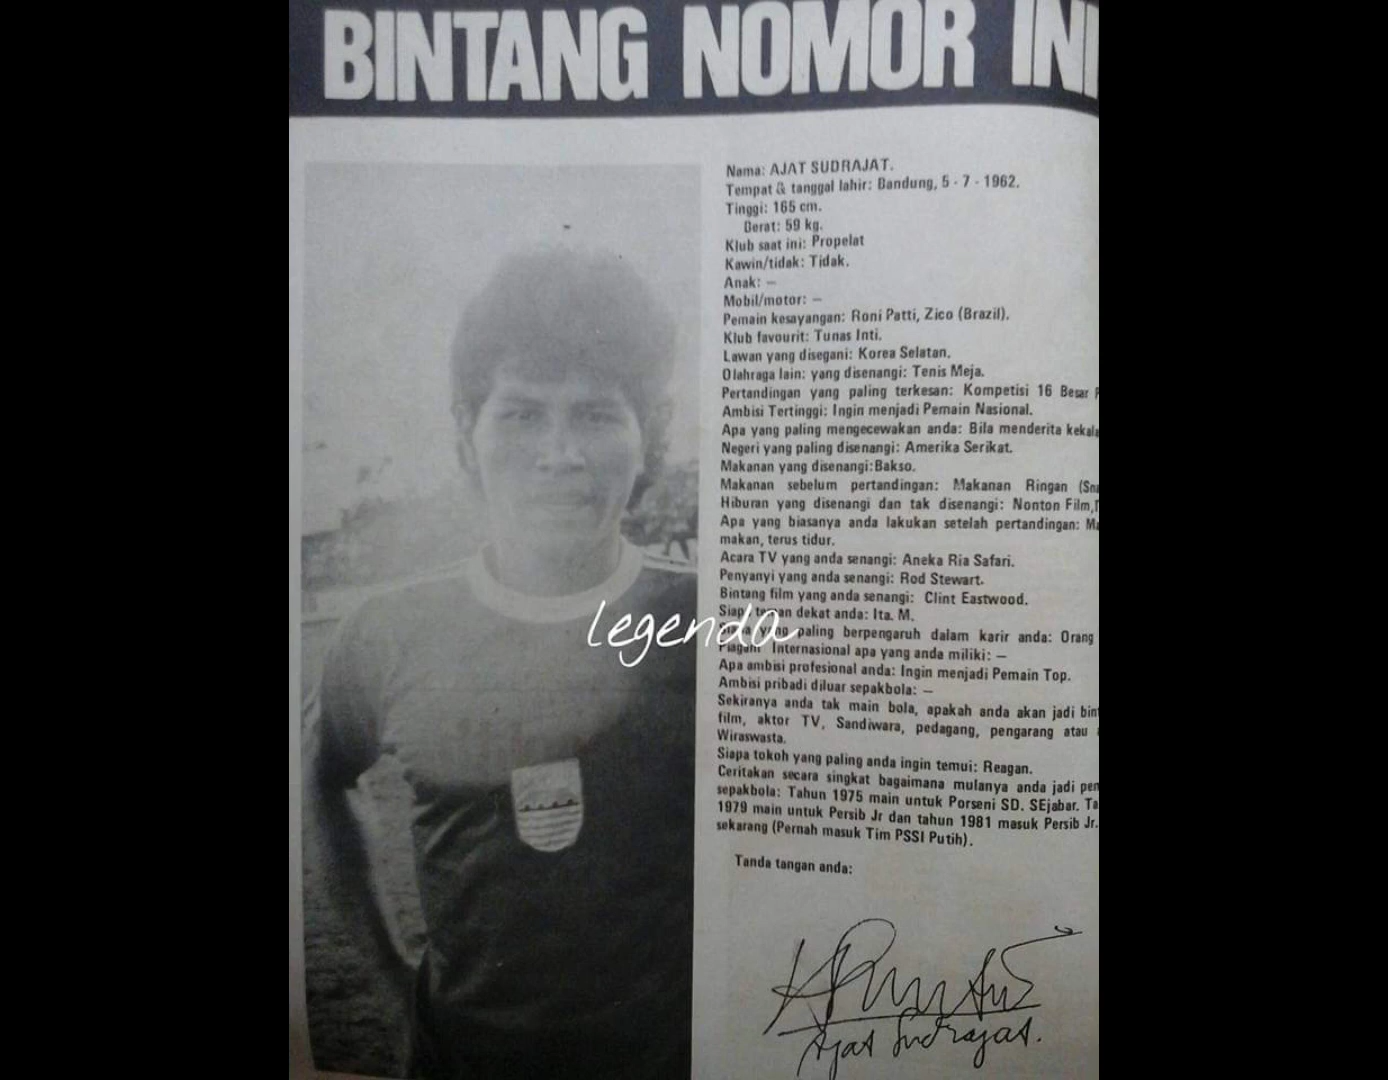 BINTANG NOMOR INI
Nama: AJAT SUDRAJAT.
Tempat & tanggal lahir: Bandung, 5 - 7 - 1962.
Tinggi: 165 cm.
Berat: 59 kg.
Klub saat ini: Propelat
Kawin/tidak: Tidak.
Anak: —
Mobil/motor: —
Pemain kesayangan: Roni Patti, Zico (Brazil).
Klub favourit: Tunas Inti.
Lawan yang disegani: Korea Selatan.
Olahraga lain: yang disenangi: Tenis Meja.
Pertandingan yang paling terkesan: Kompetisi 16 Besar
Ambisi Tertinggi: Ingin menjadi Pemain Nasional.
Apa yang paling mengecewakan anda: Bila menderita
Negeri yang paling disenangi: Amerika Serikat.
Makanan yang disenangi:Bakso.
Makanan sebelum pertandingan: Makanan Ringan
Hiburan yang disenangi dan tak disenangi: Nonton Film,
Apa yang biasanya anda lakukan setelah pertandingan:
makan, terus tidur.
Acara TV yang anda senangi: Aneka Ria Safari.
Penyanyi yang anda senangi: Rod Stewart.
Bintang film yang anda senangi: Clint Eastwood.
Siapa teman dekat anda: Ita. M.
legenda
yang paling berpengaruh dalam karir anda: Orang
Piagam Internasional apa yang anda miliki: —
Apa ambisi profesional anda: Ingin menjadi Pemain Top.
Ambisi pribadi diluar sepakbola: —
Sekiranya anda tak main bola, apakah anda akan jadi
film, aktor TV, Sandiwara, pedagang, pengarang atau
Wiraswasta.
Siapa tokoh yang paling anda ingin temui: Reagan.
Ceritakan secara singkat bagaimana mulanya anda jadi
sepakbola: Tahun 1975 main untuk Porseni SD. SEjabar.
1979 main untuk Persib Jr dan tahun 1981 masuk Persib Jr.
sekarang (Pernah masuk Tim PSSI Putih).
Tanda tangan anda:
Ajat Sudrajat.